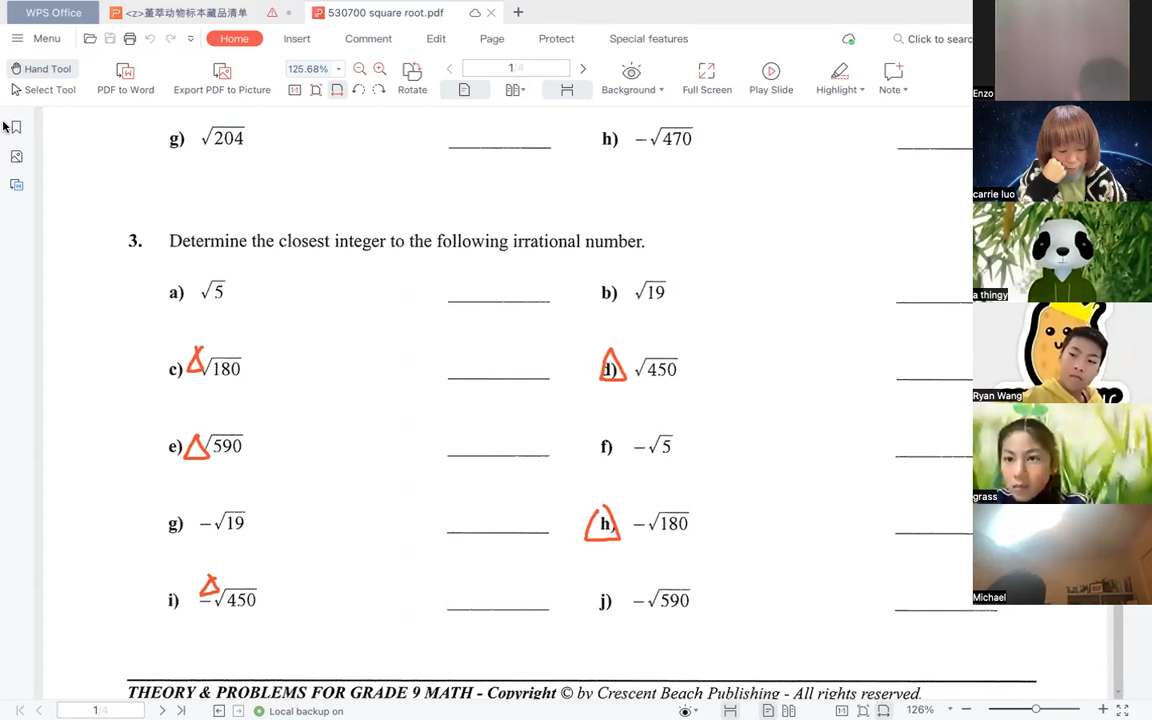 WPS Office
<z>堇萃动物标本藏品清单
530700 square root.pdf
Menu
Home
Insert
Comment
Edit
Page
Protect
Special features
Click to searc
Hand Tool
Select Tool
PDF to Word
Export PDF to Picture
125.68%
Rotate
1/4
Background
Full Screen
Play Slide
Highlight
Note
g) √204
h) −√470
3. Determine the closest integer to the following irrational number.
a) √5
b) √19
c) √180
d) √450
e) √590
f) −√5
g) −√19
h) −√180
i) −√450
j) −√590
THEORY & PROBLEMS FOR GRADE 9 MATH - Copyright © by Crescent Beach Publishing - All rights reserved.
1/4
Local backup on
126%
Enzo
carrie luo
a thingy
Ryan Wang
grass
Michael